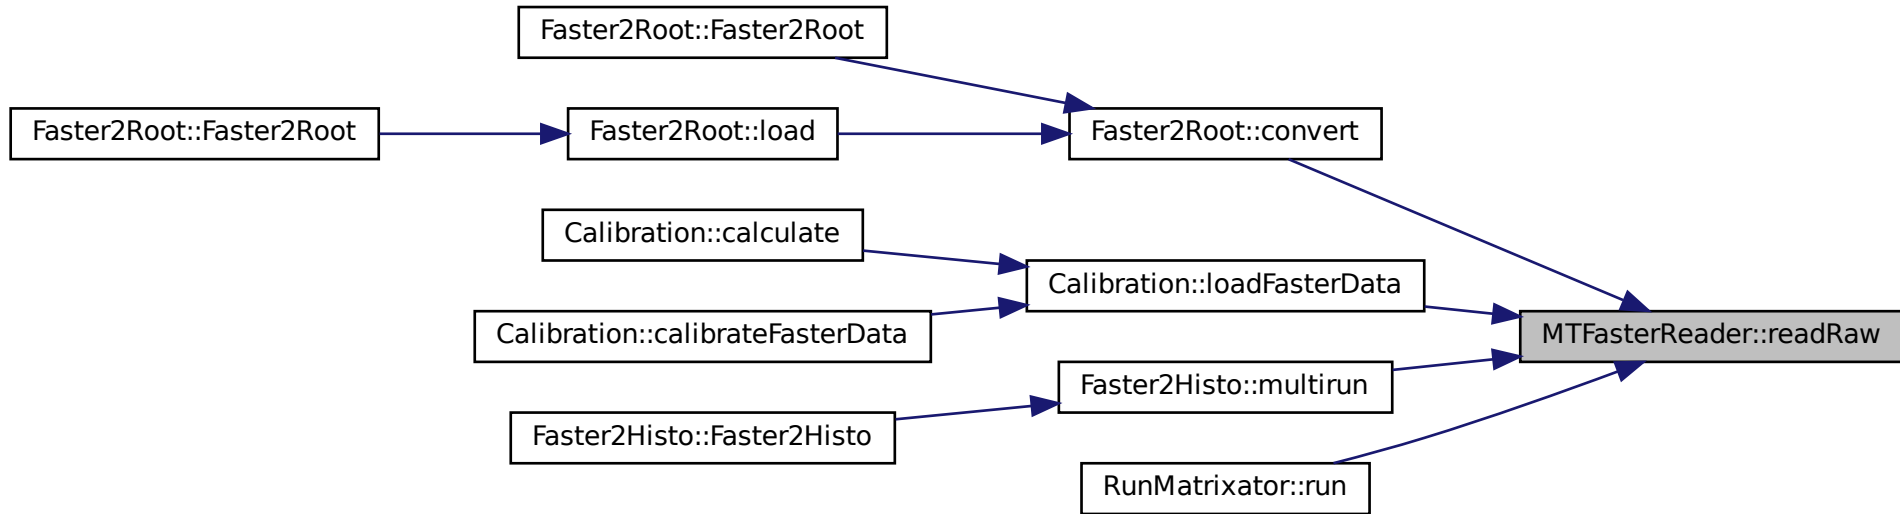 Faster2Root::Faster2Root
Faster2Root::Faster2Root
Faster2Root::load
Faster2Root::convert
Calibration::calculate
Calibration::loadFasterData
Calibration::calibrateFasterData
MTFasterReader::readRaw
Faster2Histo::multirun
Faster2Histo::Faster2Histo
RunMatrixator::run